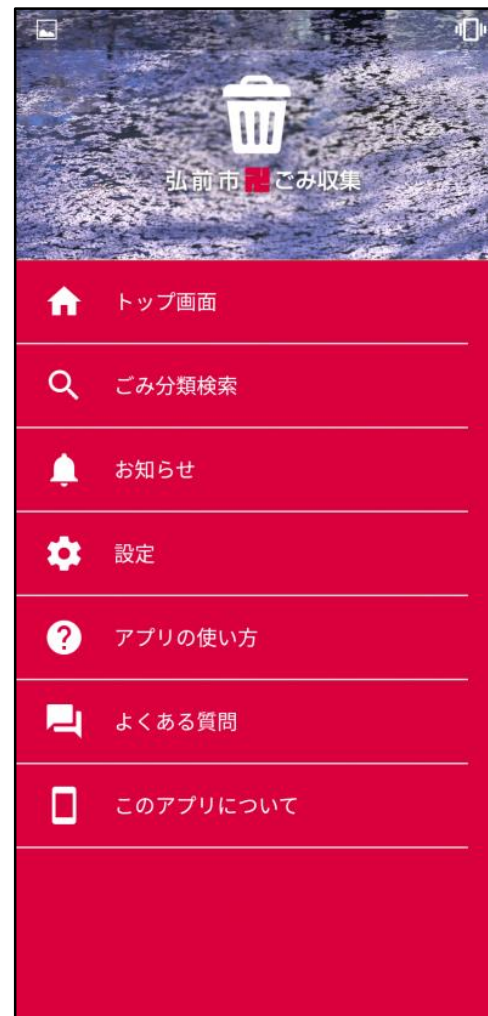 弘前市卍ごみ収集
トップ画面
ごみ分類検索
お知らせ
設定
アプリの使い方
よくある質問
このアプリについて